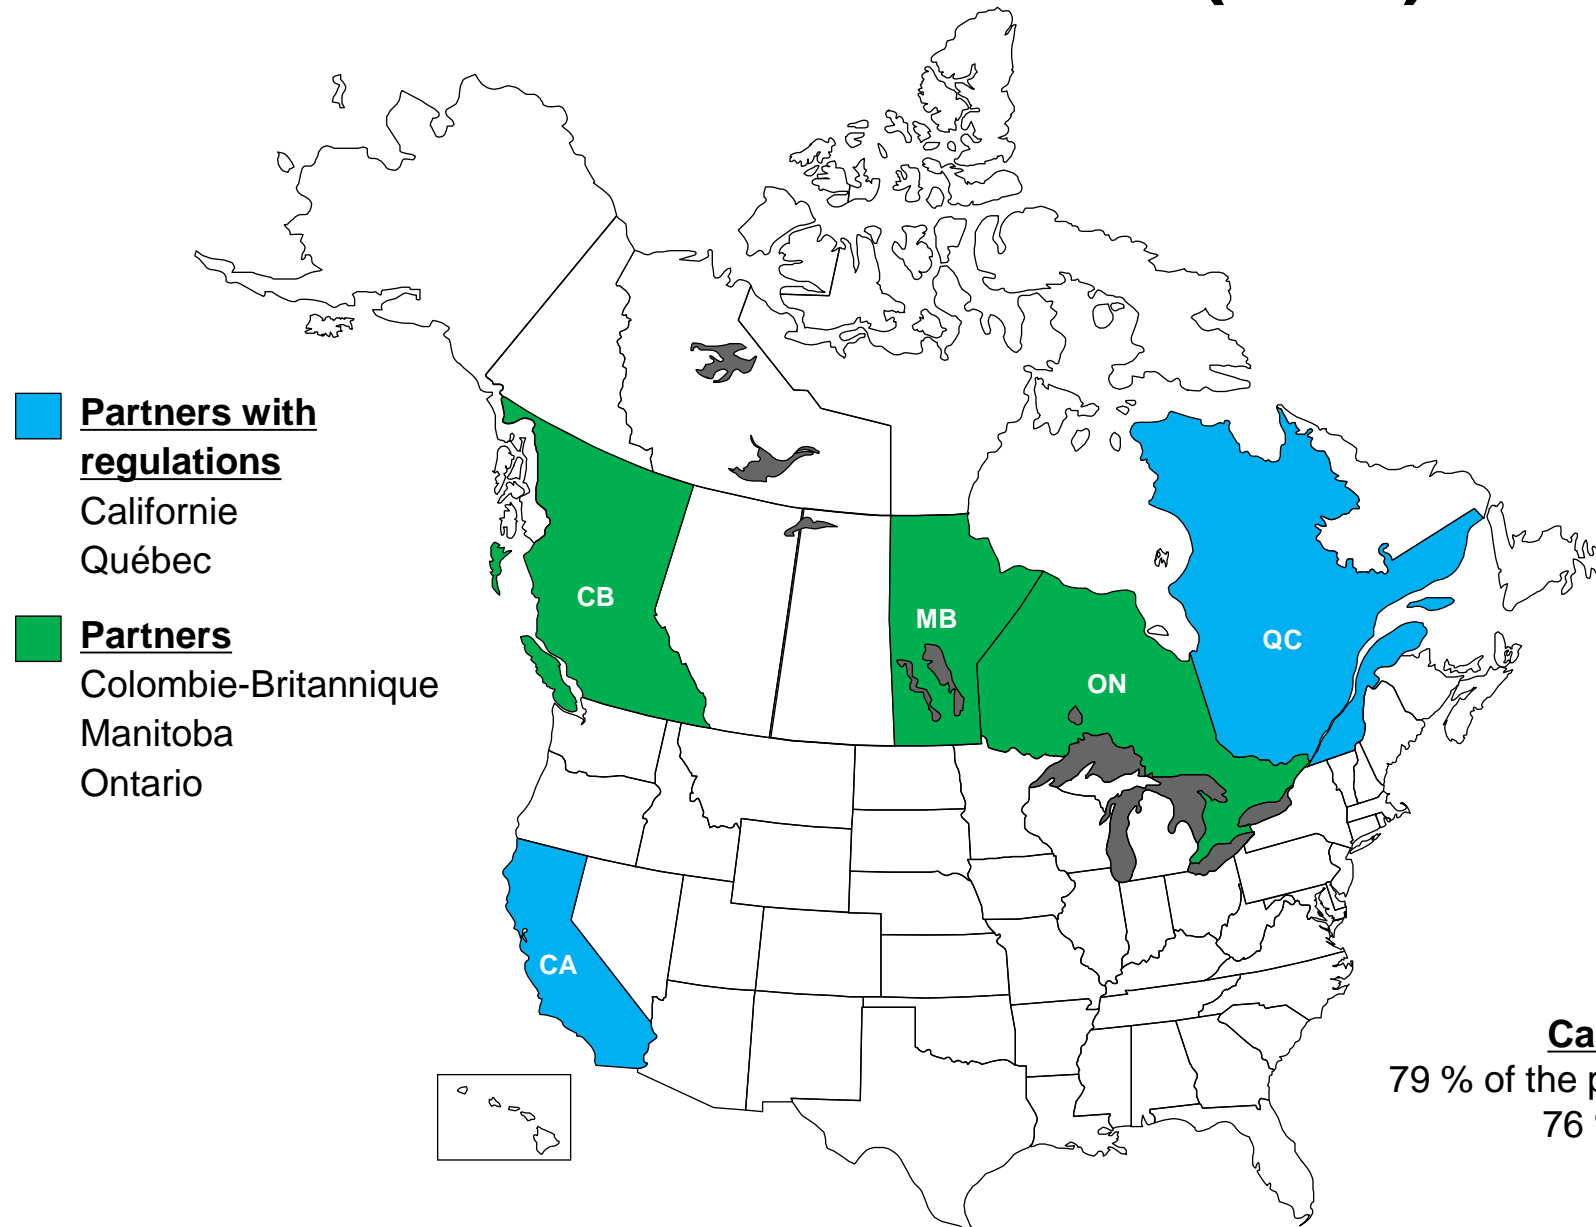 Partners with
regulations
Californie
Québec
Partners
Colombie-Britannique
Manitoba
Ontario
CB
MB
ON
QC
CA
79 % of the
76